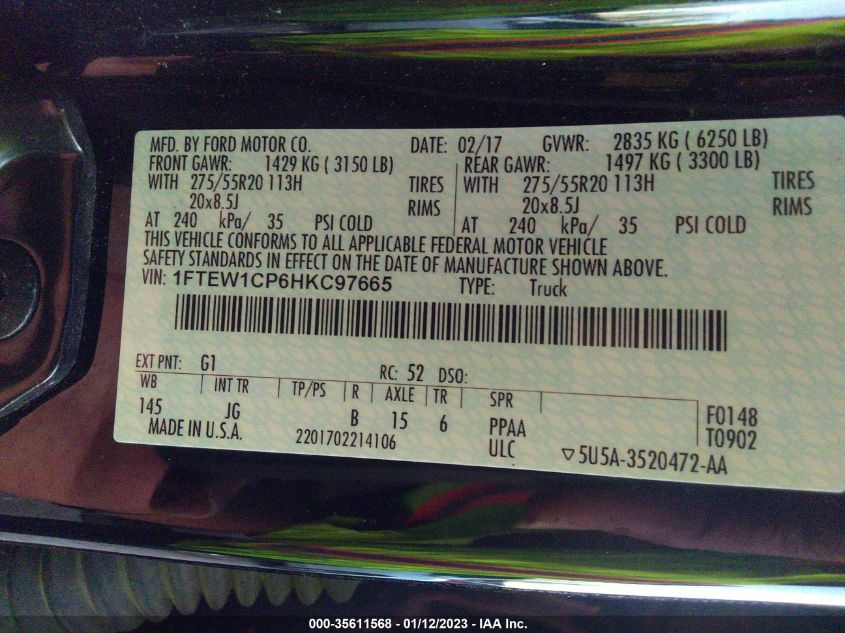 MFD. BY FORD MOTOR CO. DATE: 02/17 GVWR: 2835 KG ( 6250 LB)
FRONT GAWR: 1429 KG ( 3150 LB) REAR GAWR: 1497 KG ( 3300 LB)
WITH 275/55R20 113H TIRES WITH 275/55R20 113H TIRES
20x8.5J RIMS 20x8.5J RIMS
AT 240 kPa/ 35 PSI COLD AT 240 kPa/ 35 PSI COLD
THIS VEHICLE CONFORMS TO ALL APPLICABLE FEDERAL MOTOR VEHICLE
SAFETY STANDARDS IN EFFECT ON THE DATE OF MANUFACTURE SHOWN ABOVE.
VIN: 1FTEW1CP6HKC97665 TYPE: Truck
EXT PNT: G1 RC: 52 DSO:
WB INT TR TP/PS R AXLE TR SPR
145 JG B 15 6 PPAA F0148
MADE IN U.S.A. 2201702214106 ULC T0902
▽5U5A-3520472-AA
000-35611568 - 01/12/2023 - IAA Inc.